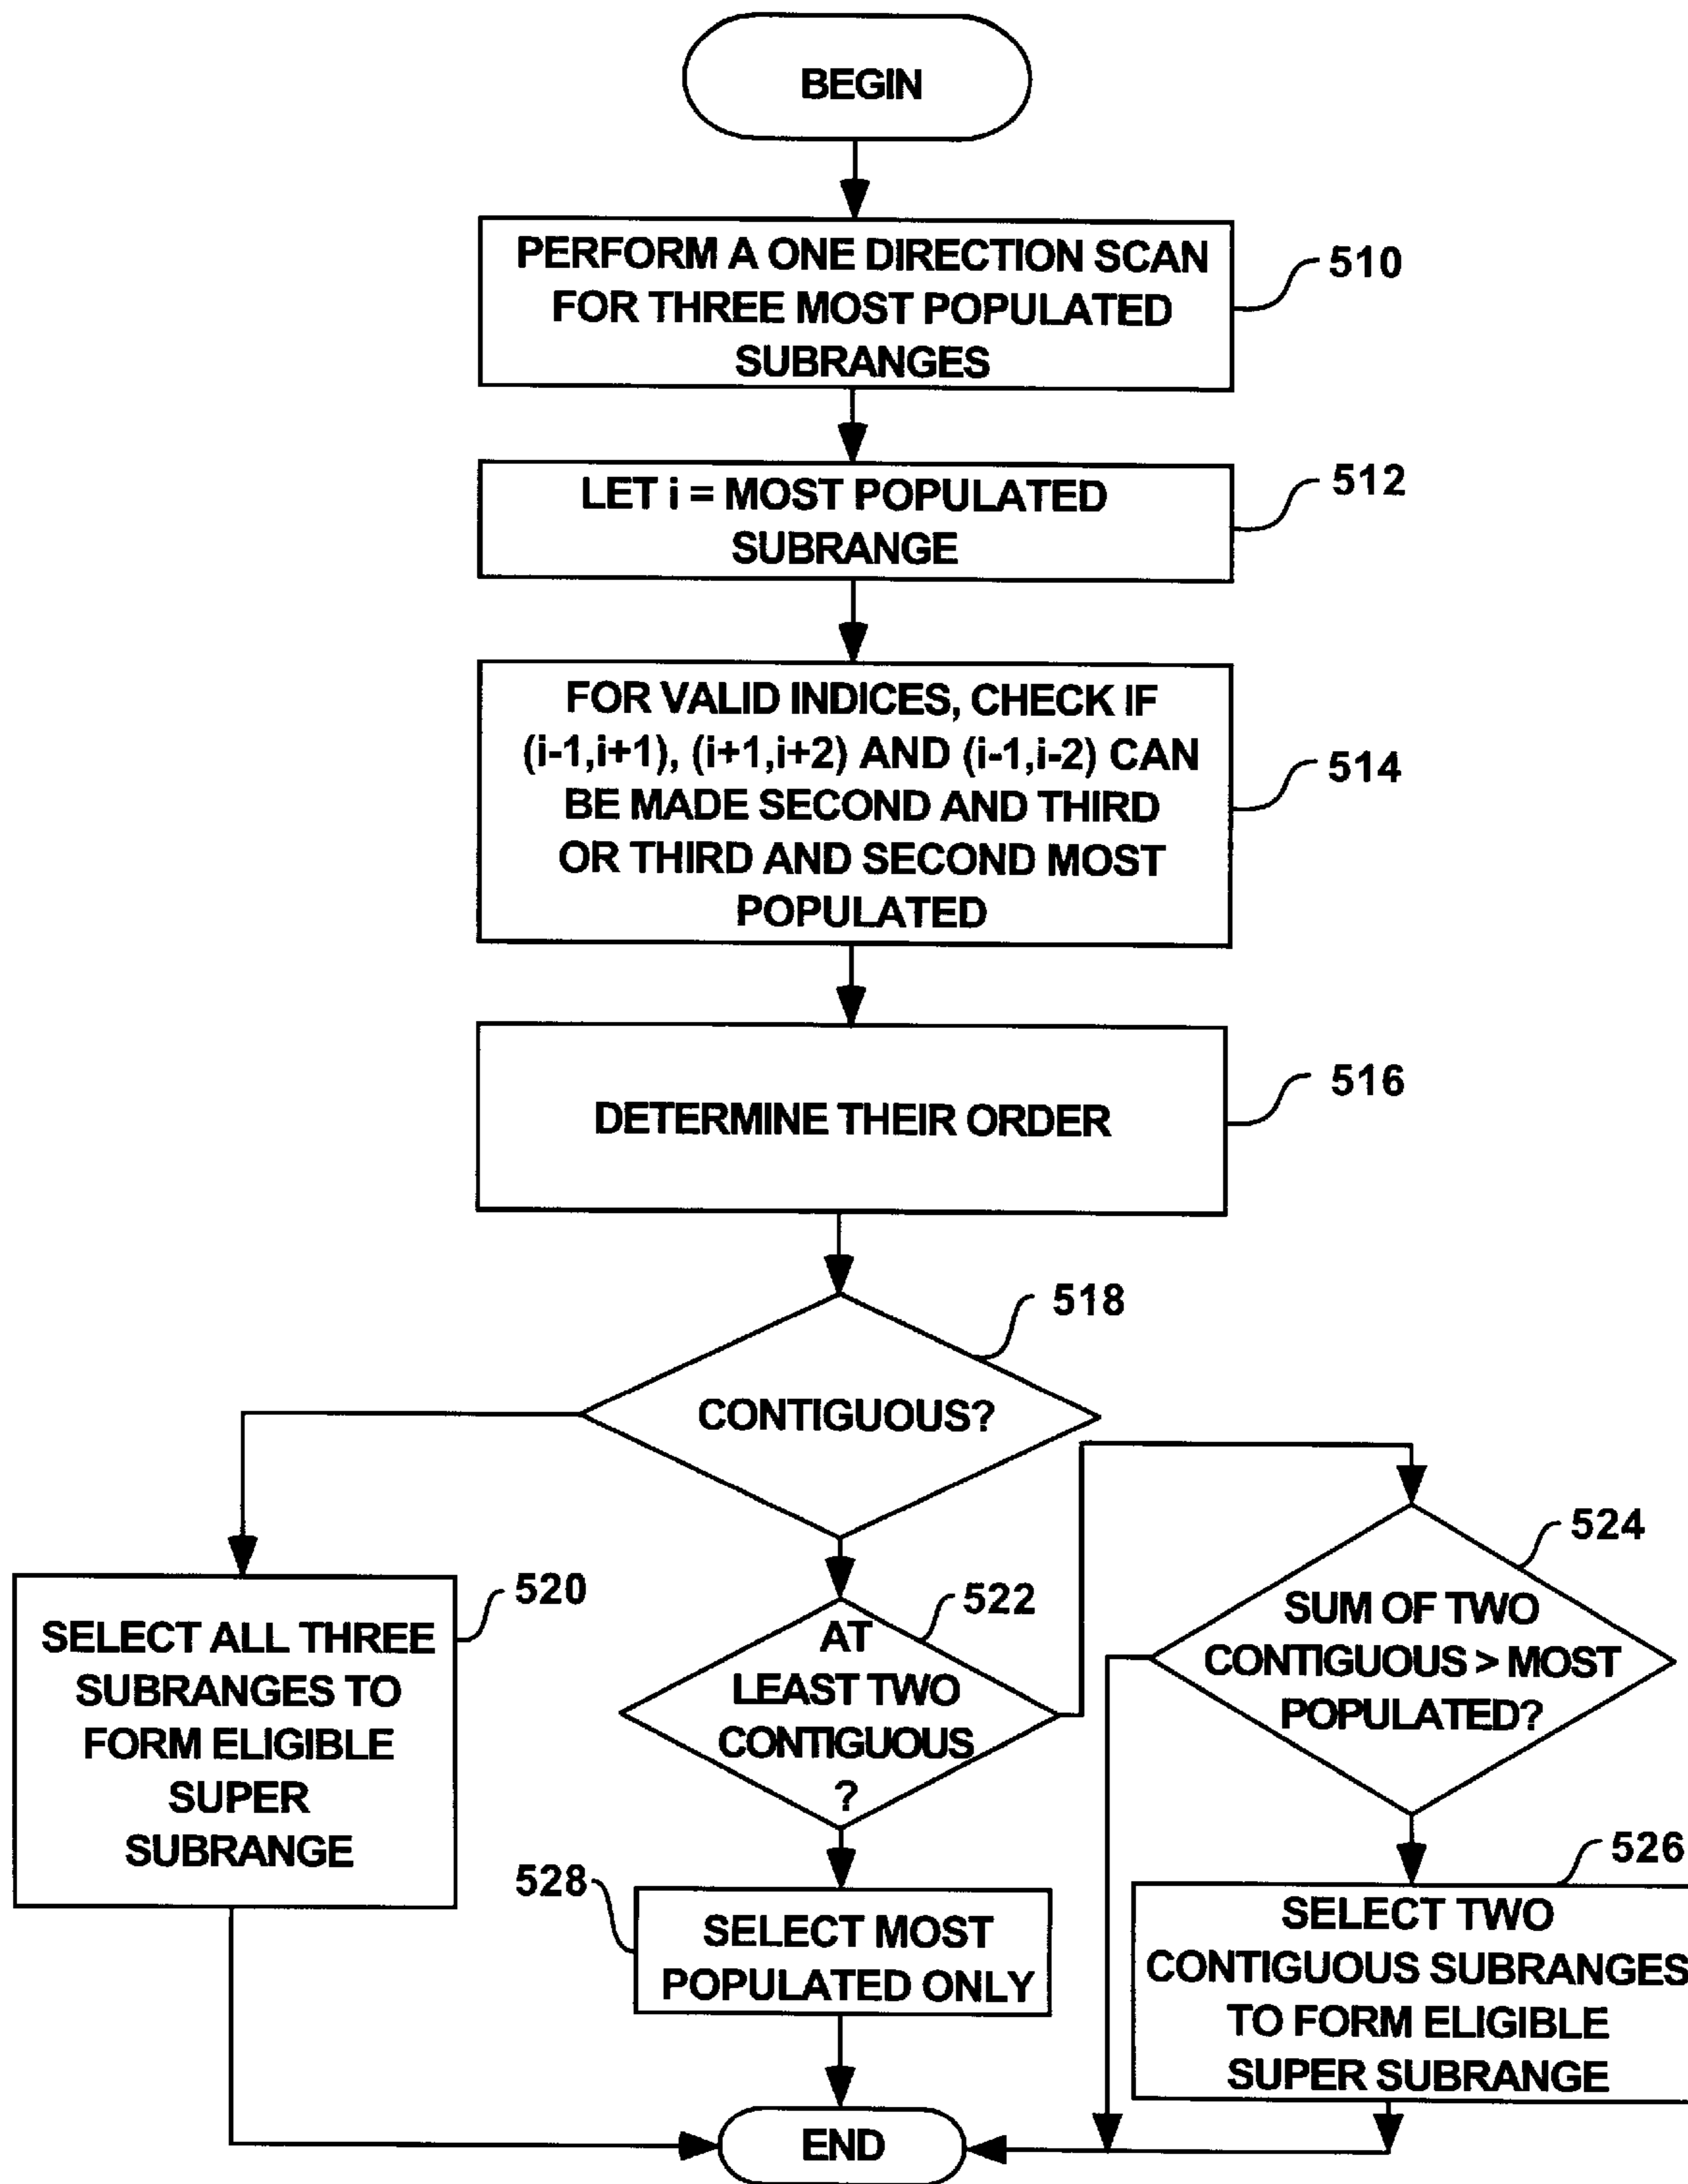 BEGIN
PERFORM A ONE DIRECTION SCAN
FOR THREE MOST POPULATED
SUBRANGES
510
LET i = MOST POPULATED
SUBRANGE
512
FOR VALID INDICES, CHECK IF
(i-1,i+1), (i+1,i+2) AND (i-1,i-2) CAN
BE MADE SECOND AND THIRD
OR THIRD AND SECOND MOST
POPULATED
514
DETERMINE THEIR ORDER
516
CONTIGUOUS?
518
SELECT ALL THREE
SUBRANGES TO
FORM ELIGIBLE
SUPER
SUBRANGE
520
AT
LEAST TWO
CONTIGUOUS
?
522
SUM OF TWO
CONTIGUOUS > MOST
POPULATED?
524
528
SELECT MOST
POPULATED ONLY
526
SELECT TWO
CONTIGUOUS SUBRANGES
TO FORM ELIGIBLE
SUPER SUBRANGE
END